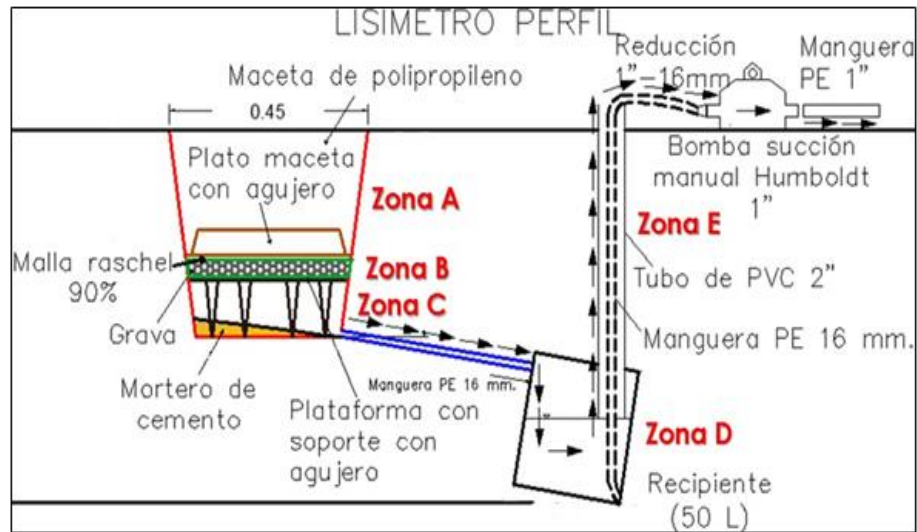 LISIMETRO PERFIL
Maceta de polipropileno
0.45
Plato maceta
con agujero
Zona A
Malla raschel
90%
Zona B
Zona C
Grava
Mortero de
cemento
Manguera PE 16 mm.
Plataforma con
soporte con
agujero
Reducción
1"-16mm
Manguera
PE 1"
Bomba succión
manual Humboldt
1"
Zona E
Tubo de PVC 2"
Manguera PE 16 mm.
Zona D
Recipiente
(50 L)